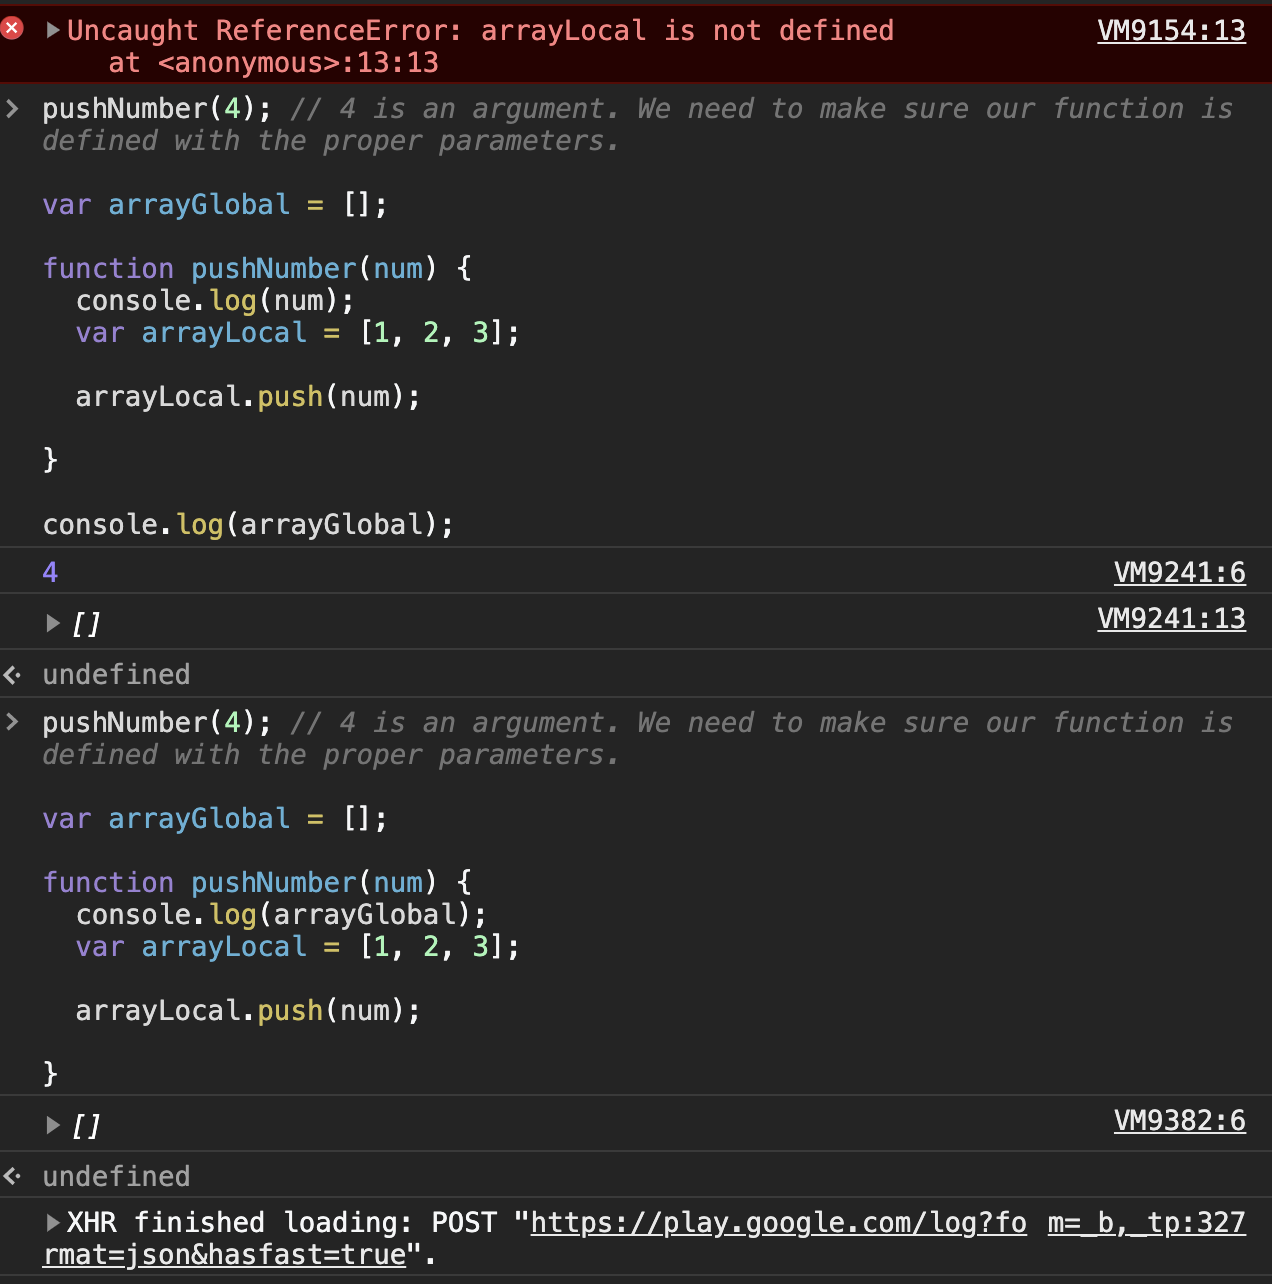 Uncaught ReferenceError: arrayLocal is not defined VM9154:13
at <anonymous>:13:13
> pushNumber(4); // 4 is an argument. We need to make sure our function is
defined with the proper parameters.
var arrayGlobal = [];
function pushNumber(num) {
console.log(num);
var arrayLocal = [1, 2, 3];
arrayLocal.push(num);
}
console.log(arrayGlobal);
4 VM9241:6
[] VM9241:13
undefined
> pushNumber(4); // 4 is an argument. We need to make sure our function is
defined with the proper parameters.
var arrayGlobal = [];
function pushNumber(num) {
console.log(arrayGlobal);
var arrayLocal = [1, 2, 3];
arrayLocal.push(num);
}
[] VM9382:6
undefined
XHR finished loading: POST "https://play.google.com/log?fo m=_b,_tp:327
rmat=json&hasfast=true".